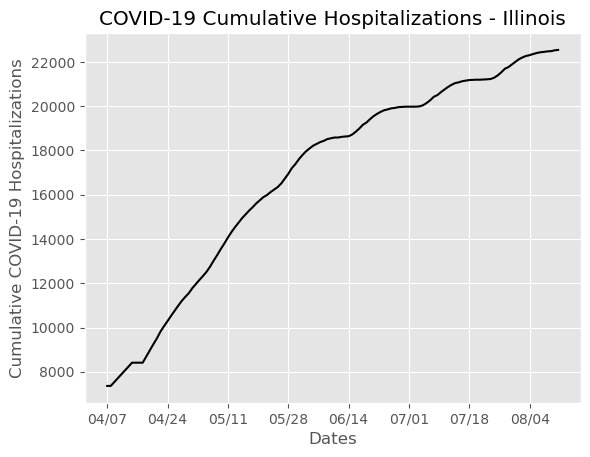 COVID-19 Cumulative Hospitalizations - Illinois
Cumulative COVID-19 Hospitalizations
22000
20000
18000
16000
14000
12000
10000
8000
04/07 04/24 05/11 05/28 06/14 07/01 07/18 08/04
Dates